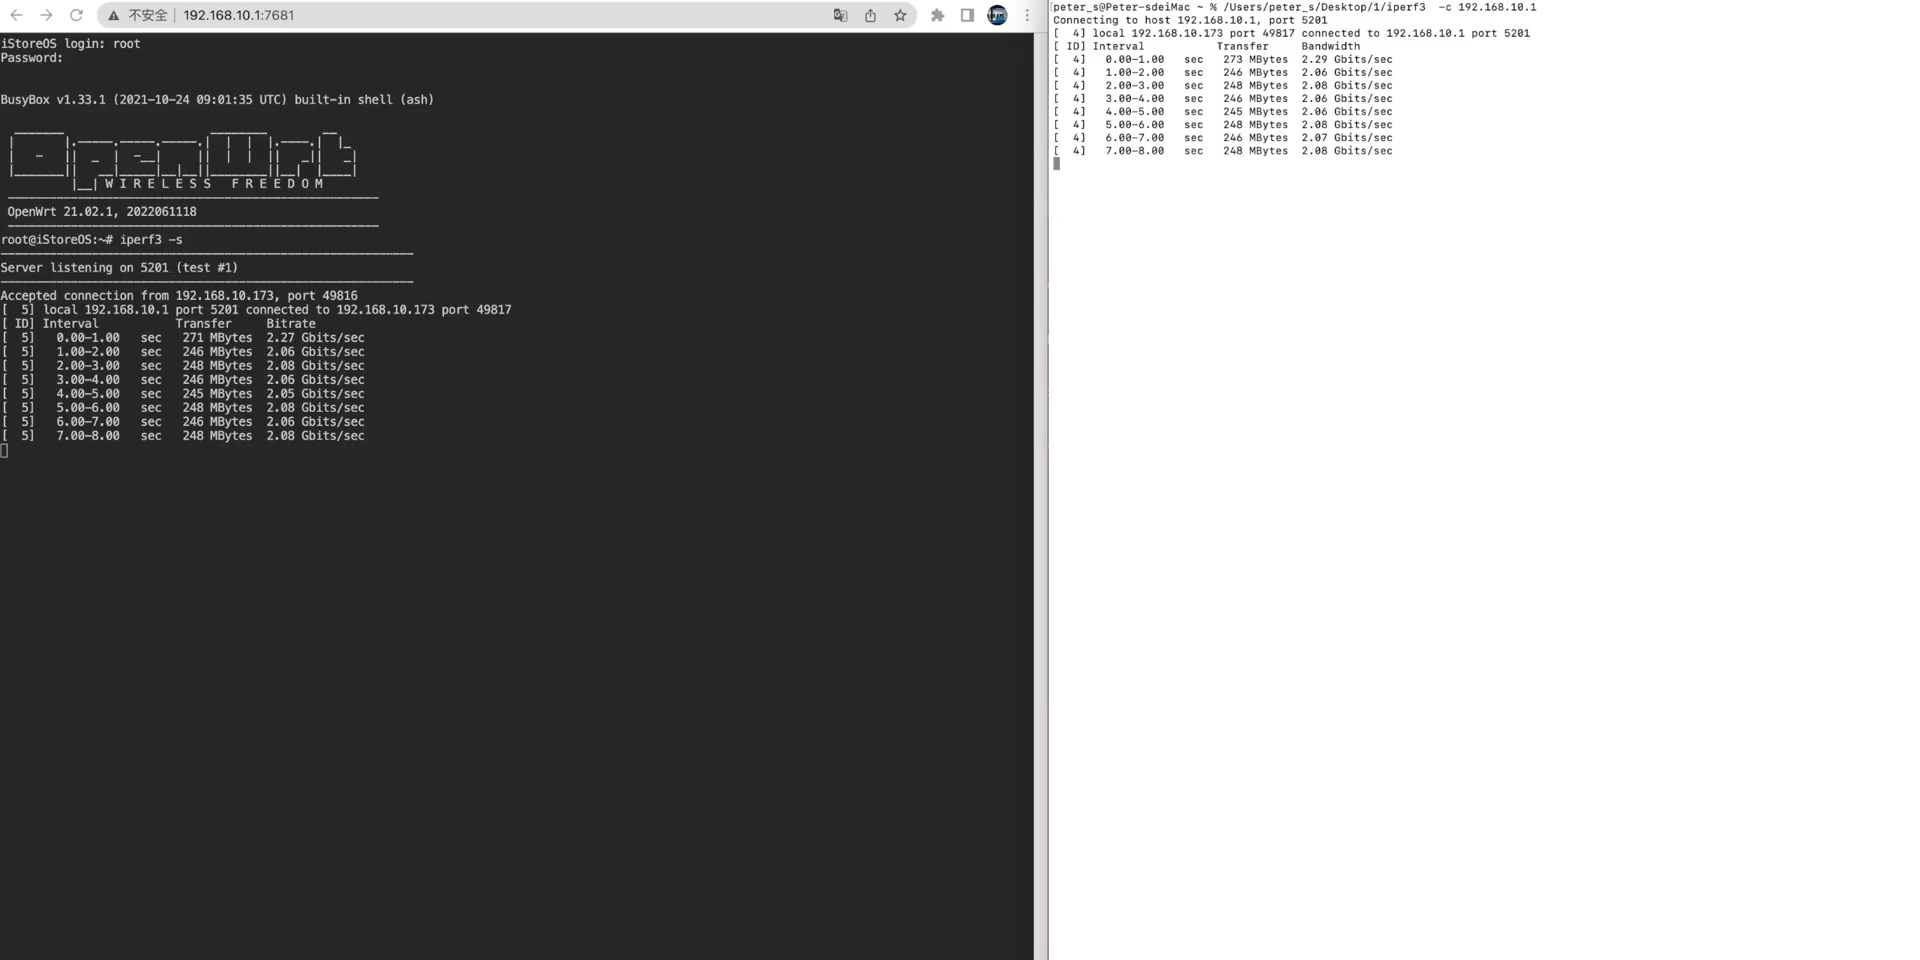 不安全 192.168.10.1:7681
iStoreOS login: root
Password:
BusyBox v1.33.1 (2021-10-24 09:01:35 UTC) built-in shell (ash)
OpenWrt
W I R E L E S S   F R E E D O M
OpenWrt 21.02.1, 2022061118
root@iStoreOS:~# iperf3 -s
Server listening on 5201 (test #1)
Accepted connection from 192.168.10.173, port 49816
[  5] local 192.168.10.1 port 5201 connected to 192.168.10.173 port 49817
[ ID] Interval           Transfer     Bitrate
[  5]   0.00-1.00   sec   271 MBytes  2.27 Gbits/sec
[  5]   1.00-2.00   sec   246 MBytes  2.06 Gbits/sec
[  5]   2.00-3.00   sec   248 MBytes  2.08 Gbits/sec
[  5]   3.00-4.00   sec   246 MBytes  2.06 Gbits/sec
[  5]   4.00-5.00   sec   245 MBytes  2.05 Gbits/sec
[  5]   5.00-6.00   sec   248 MBytes  2.08 Gbits/sec
[  5]   6.00-7.00   sec   246 MBytes  2.06 Gbits/sec
[  5]   7.00-8.00   sec   248 MBytes  2.08 Gbits/sec
peter_s@Peter-sdeiMac ~ % /Users/peter_s/Desktop/1/iperf3  -c 192.168.10.1
Connecting to host 192.168.10.1, port 5201
[  4] local 192.168.10.173 port 49817 connected to 192.168.10.1 port 5201
[ ID] Interval           Transfer     Bandwidth
[  4]   0.00-1.00   sec   273 MBytes  2.29 Gbits/sec
[  4]   1.00-2.00   sec   246 MBytes  2.06 Gbits/sec
[  4]   2.00-3.00   sec   248 MBytes  2.08 Gbits/sec
[  4]   3.00-4.00   sec   246 MBytes  2.06 Gbits/sec
[  4]   4.00-5.00   sec   245 MBytes  2.06 Gbits/sec
[  4]   5.00-6.00   sec   248 MBytes  2.08 Gbits/sec
[  4]   6.00-7.00   sec   246 MBytes  2.07 Gbits/sec
[  4]   7.00-8.00   sec   248 MBytes  2.08 Gbits/sec